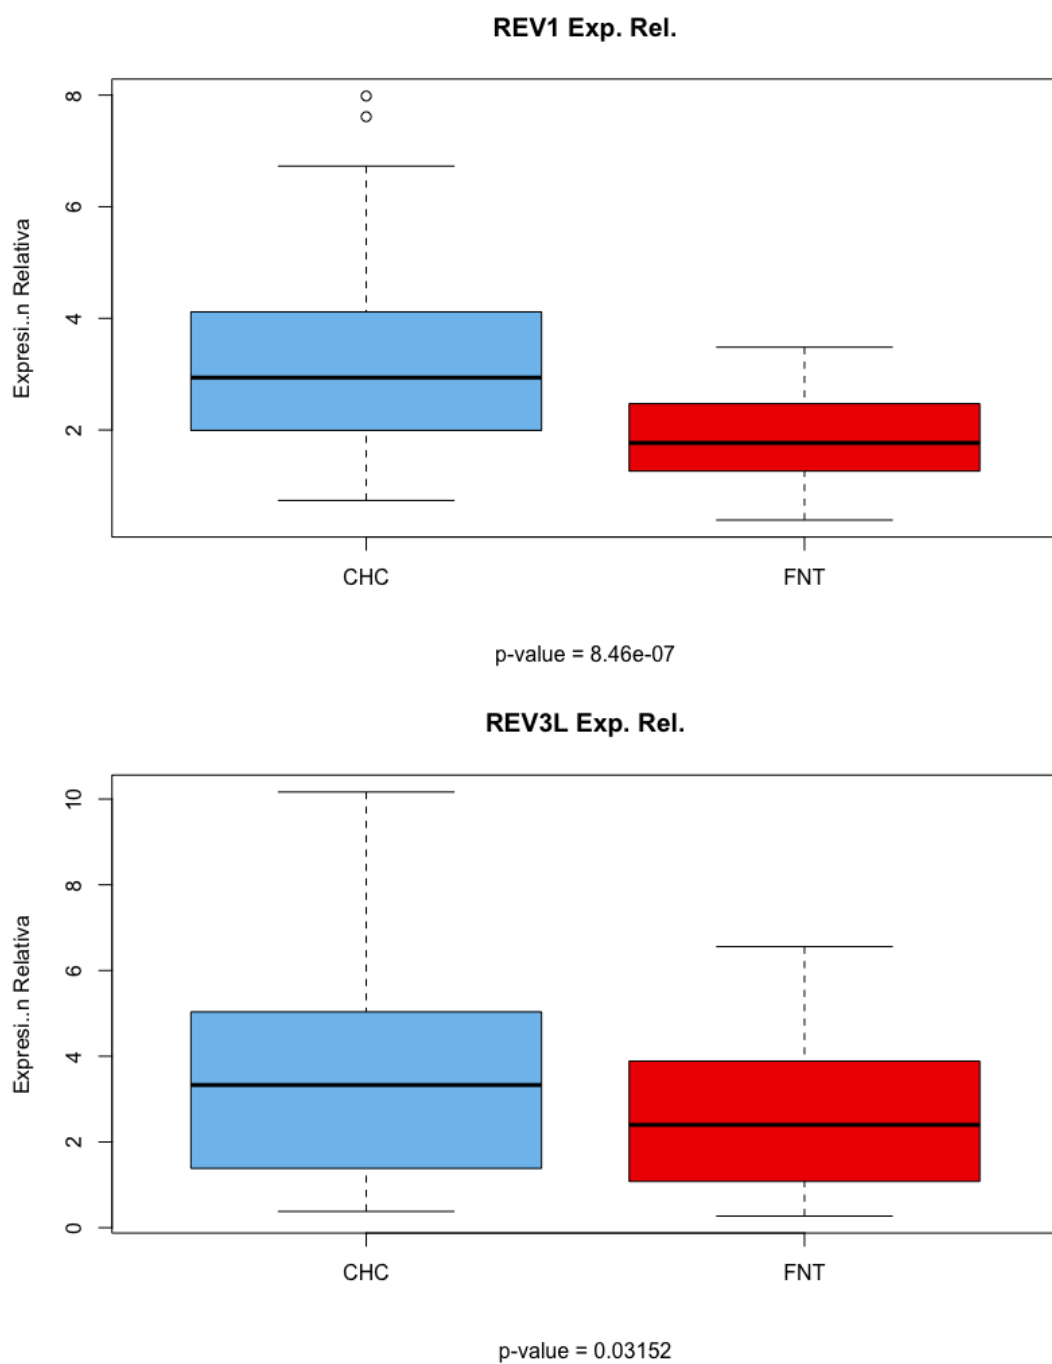 REV1 Exp. Rel.
Expresi..n Relativa
8
6
4
2
CHC FNT
p-value = 8.46e-07
REV3L Exp. Rel.
Expresi..n Relativa
10
8
6
4
2
0
CHC FNT
p-value = 0.03152